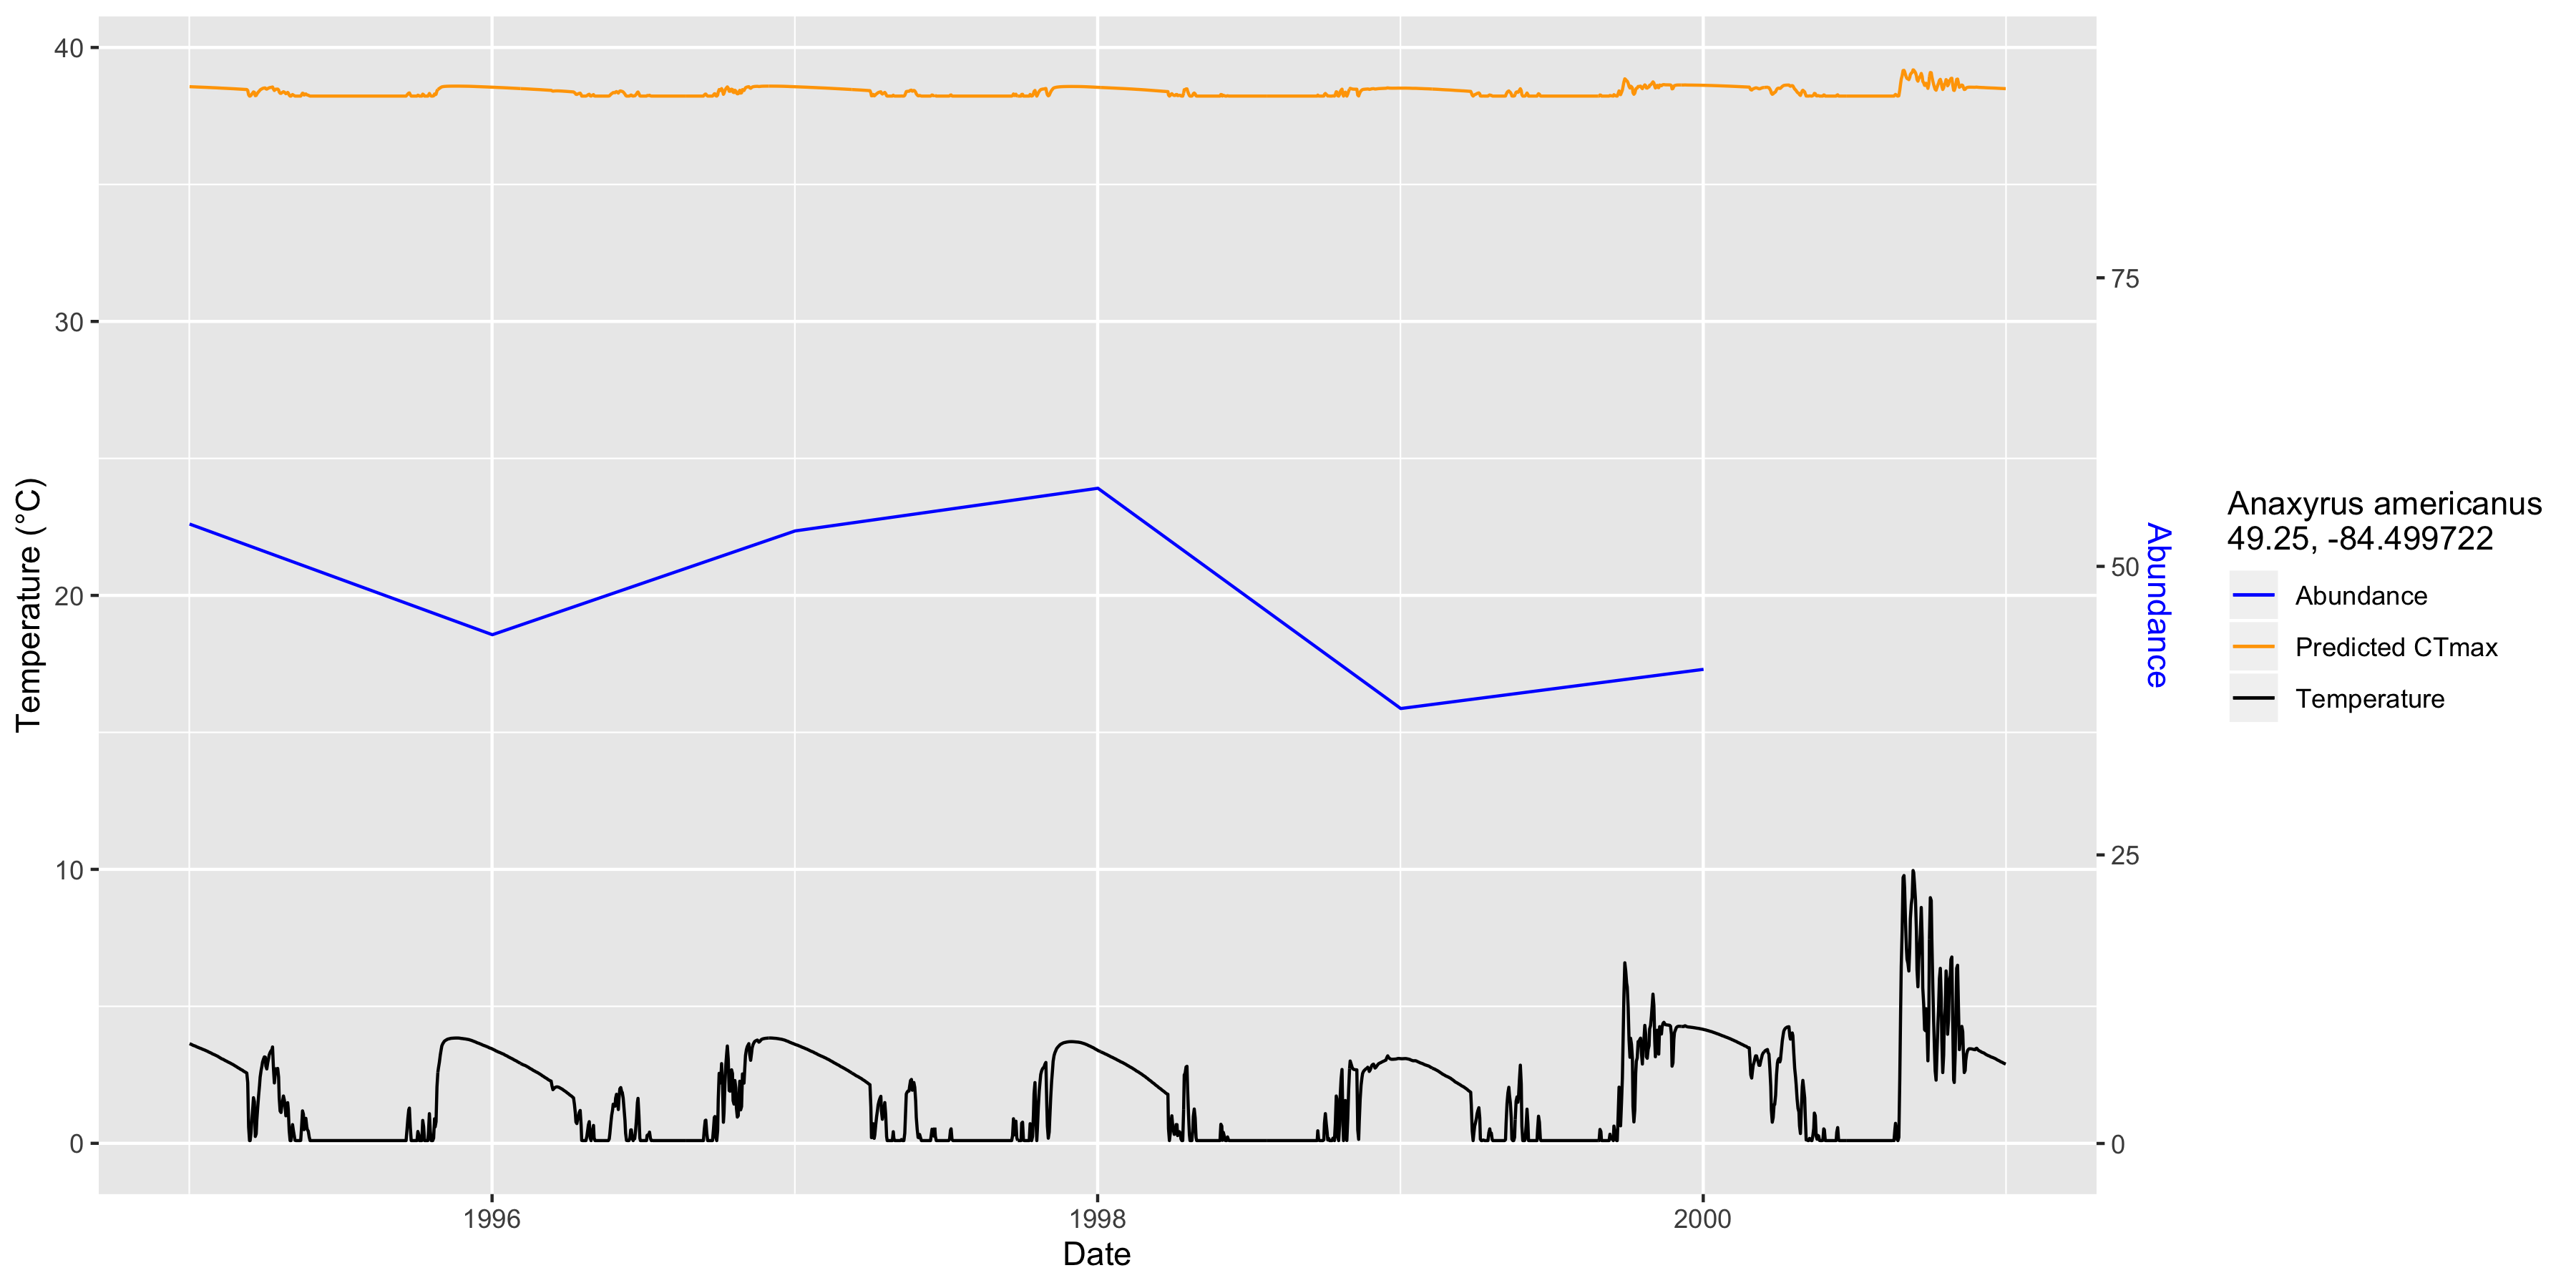 40
30
20
10
0
Temperature (°C)
1996
1998
2000
Date
75
50
25
0
Abundance
Anaxyrus americanus
49.25, -84.499722
Abundance
Predicted CTmax
Temperature